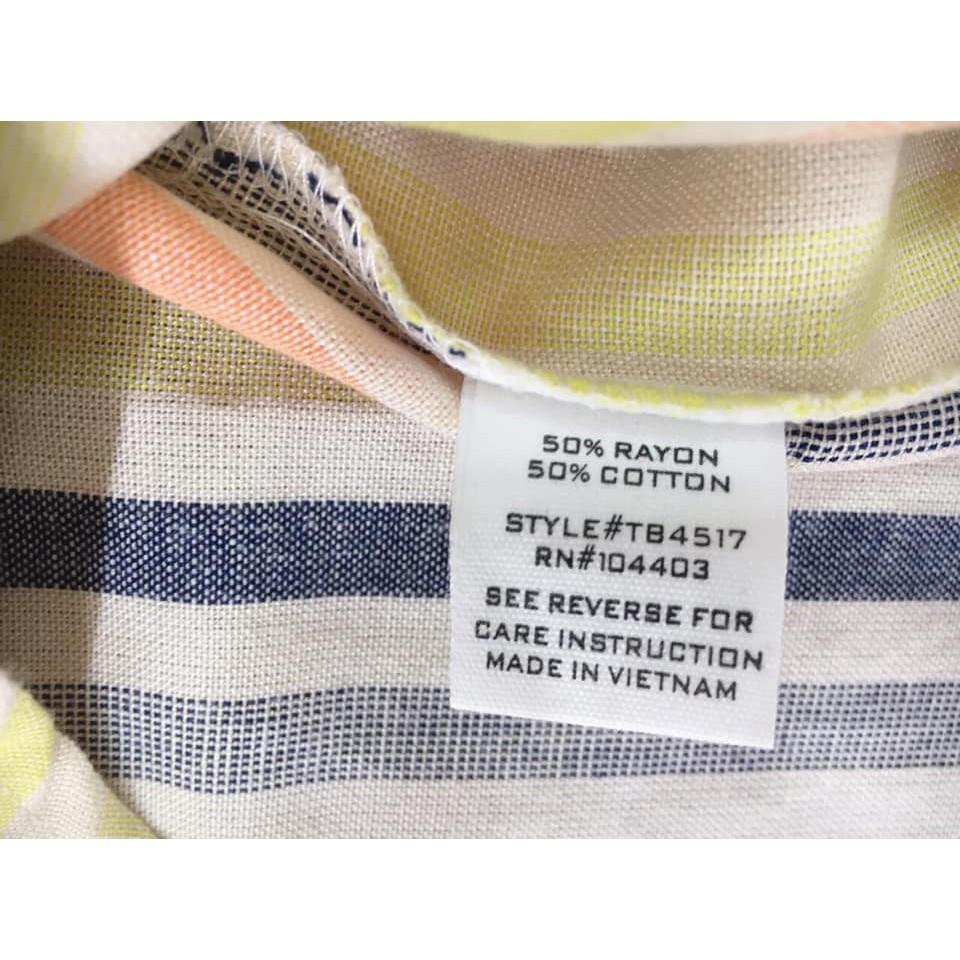 50% RAYON
50% COTTON
STYLE#TB4517
RN#104403
SEE REVERSE FOR
CARE INSTRUCTION
MADE IN VIETNAM